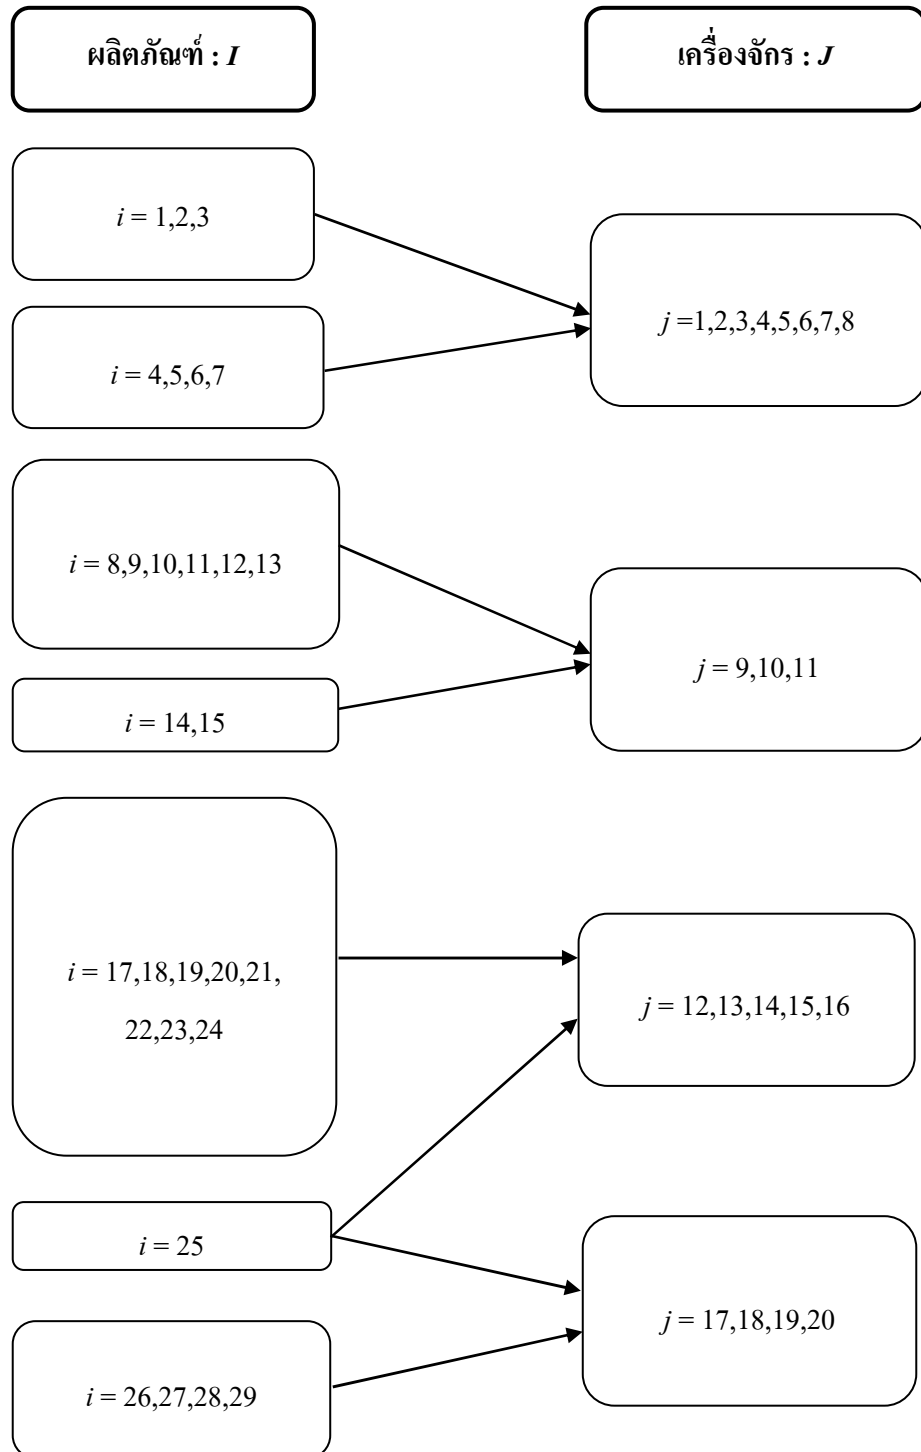 ผลิตภัณฑ์ : I
เครื่องจักร : J
i = 1,2,3
j =1,2,3,4,5,6,7,8
i = 4,5,6,7
i = 8,9,10,11,12,13
j = 9,10,11
i = 14,15
i = 17,18,19,20,21,
22,23,24
j = 12,13,14,15,16
i = 25
j = 17,18,19,20
i = 26,27,28,29